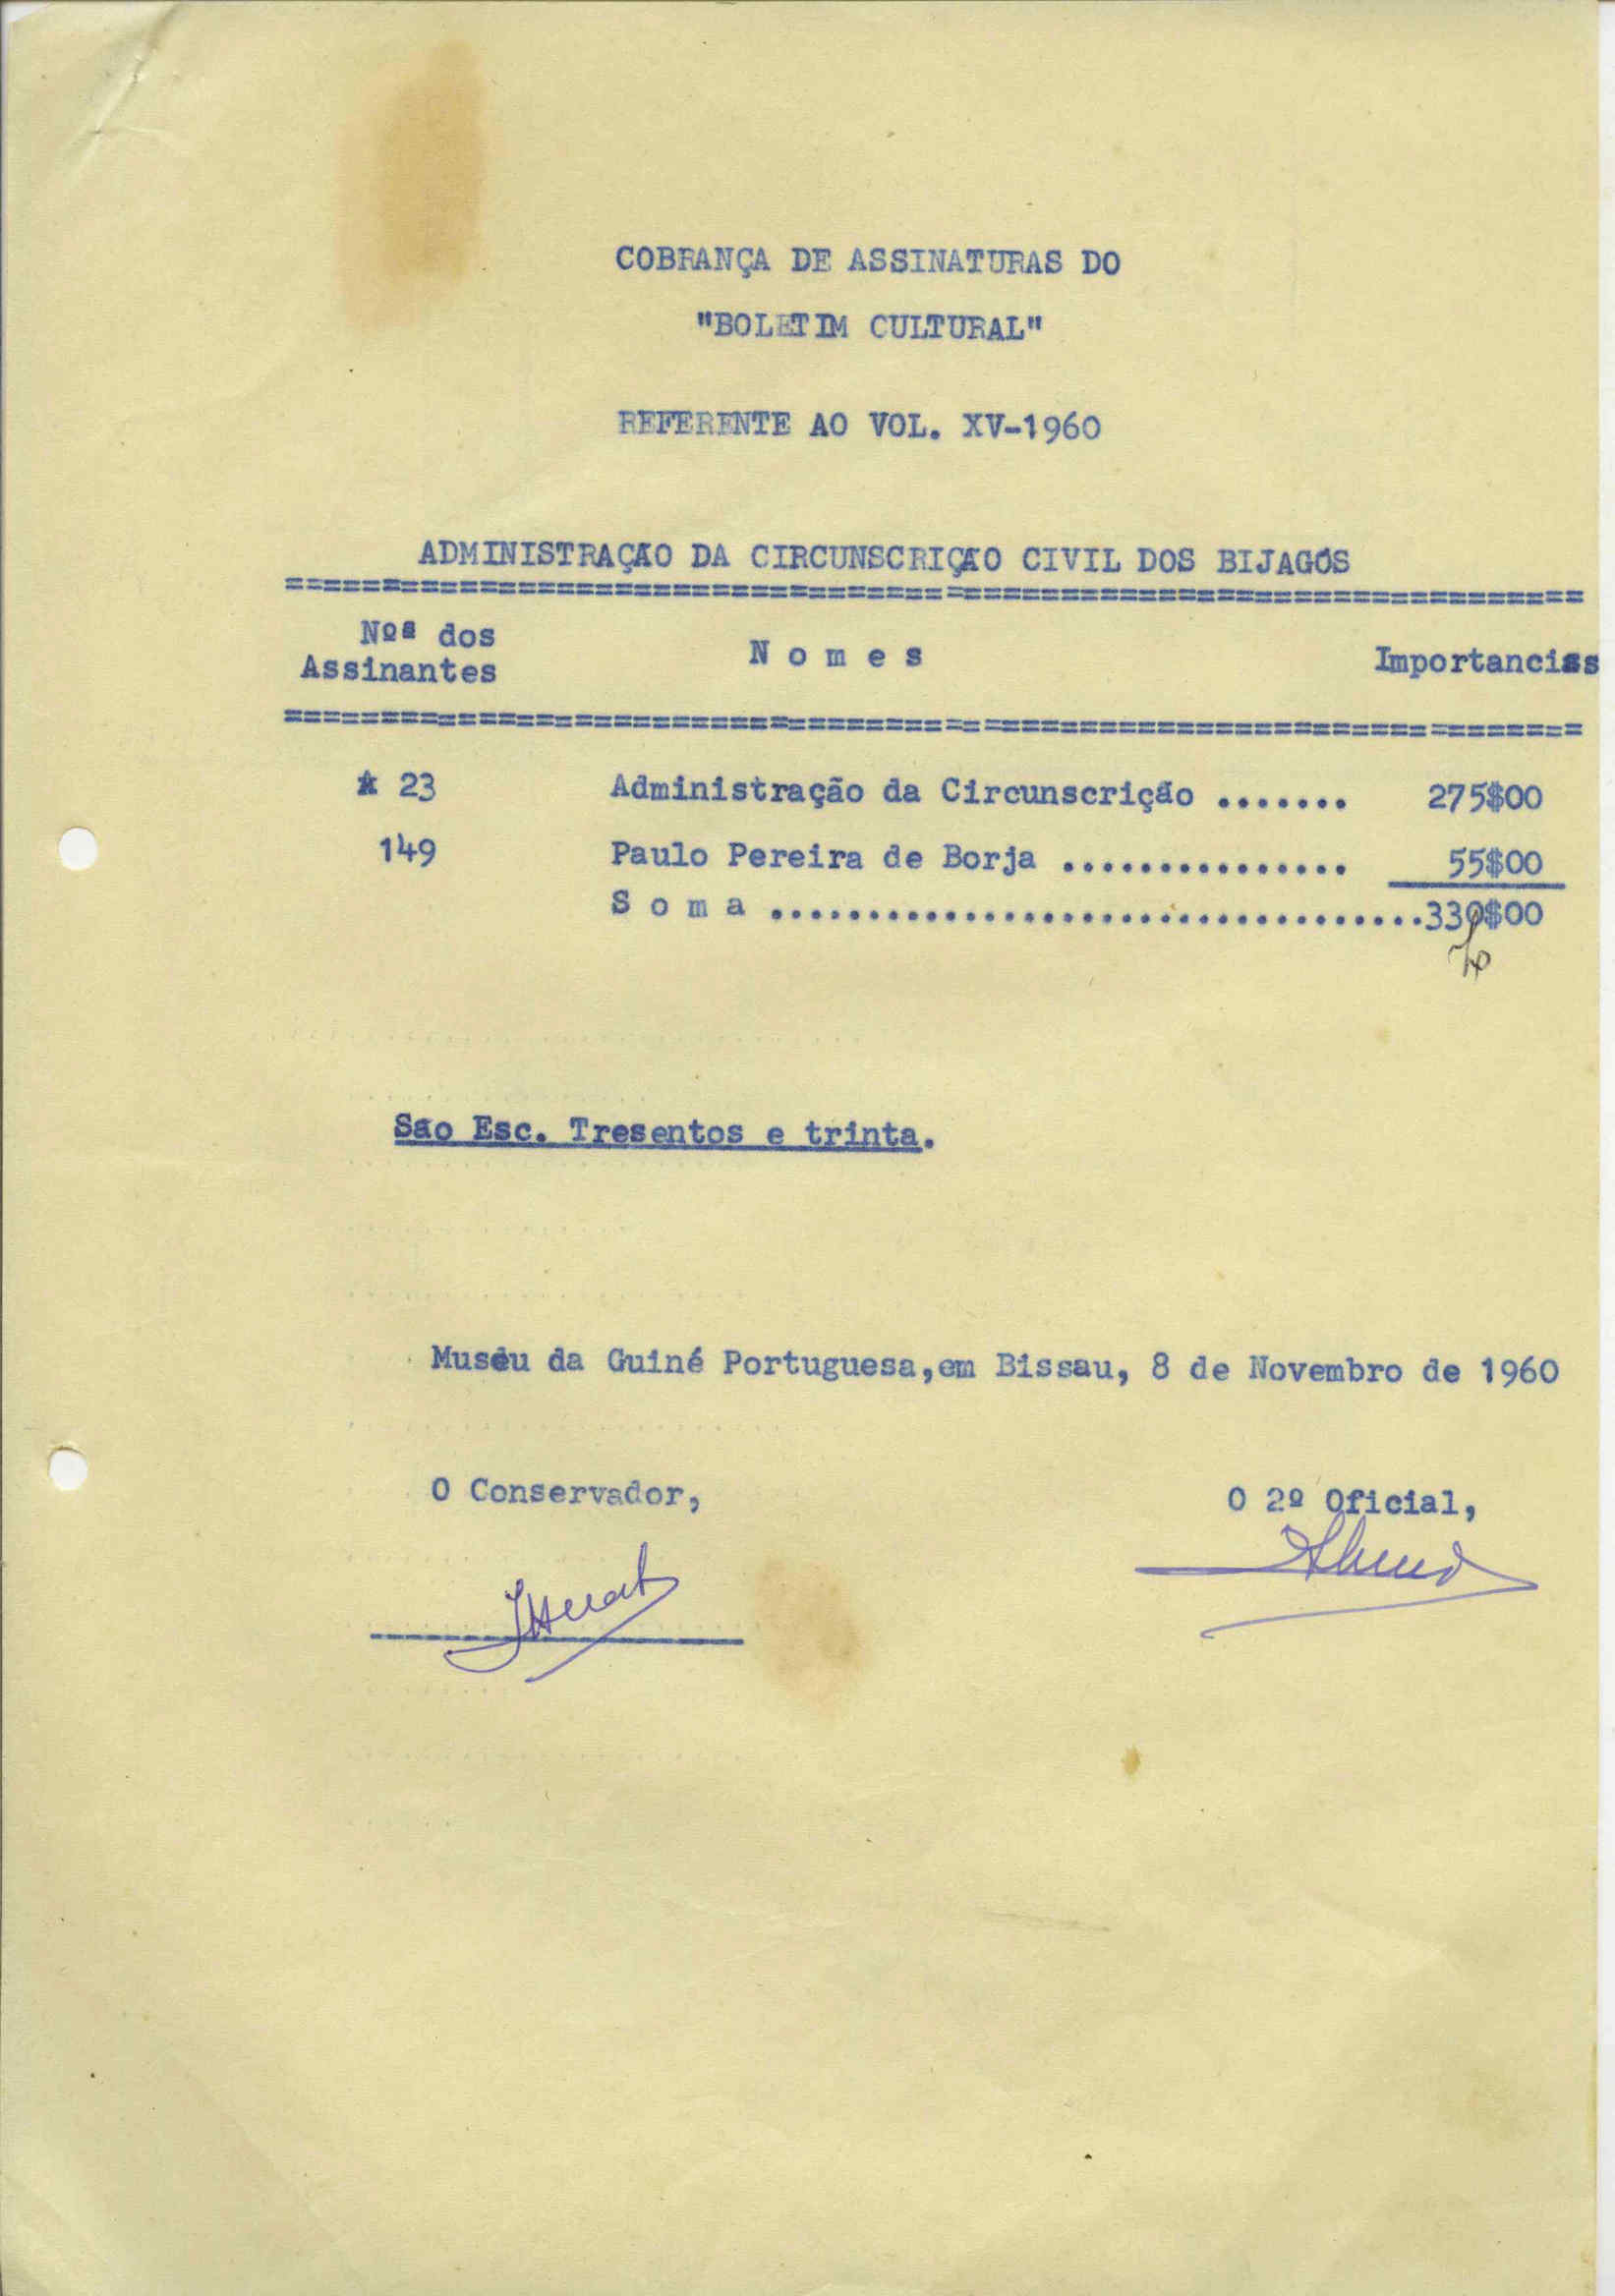 COBRANÇA DE ASSINATURAS DO
"BOLETIM CULTURAL"
REFERENTE AO VOL. XV-1960
ADMINISTRAÇÃO DA CIRCUNSCRIÇÃO CIVIL DOS BIJAGÓS
Nºs dos
Assinantes
N o m e s
Importancias
23 Administração da Circunscrição ....... 275$00
149 Paulo Pereira de Borja ............... 55$00
S o m a ..................................330$00
São Esc. Tresentos e trinta.
Muséu da Guiné Portuguesa,em Bissau, 8 de Novembro de 1960
O Conservador,
O 2º Oficial,